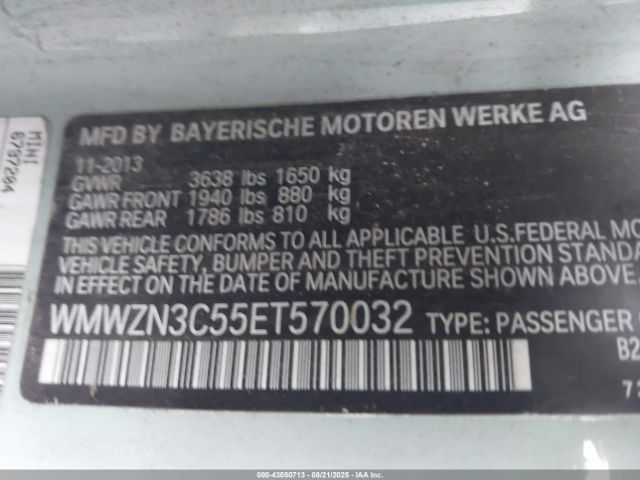 MINI
6797204
MFD BY BAYERISCHE MOTOREN WERKE AG
11-2013
GVWR 3638 lbs 1650 kg
GAWR FRONT 1940 lbs 880 kg
GAWR REAR 1786 lbs 810 kg
THIS VEHICLE CONFORMS TO ALL APPLICABLE U.S.FEDERAL MO
VEHICLE SAFETY, BUMPER AND THEFT PREVENTION STANDA
IN EFFECT ON THE DATE OF MANUFACTURE SHOWN ABOVE.
WMWZN3C55ET570032 TYPE: PASSENGER
B2
000-43050713 - 08/21/2025 - IAA Inc.